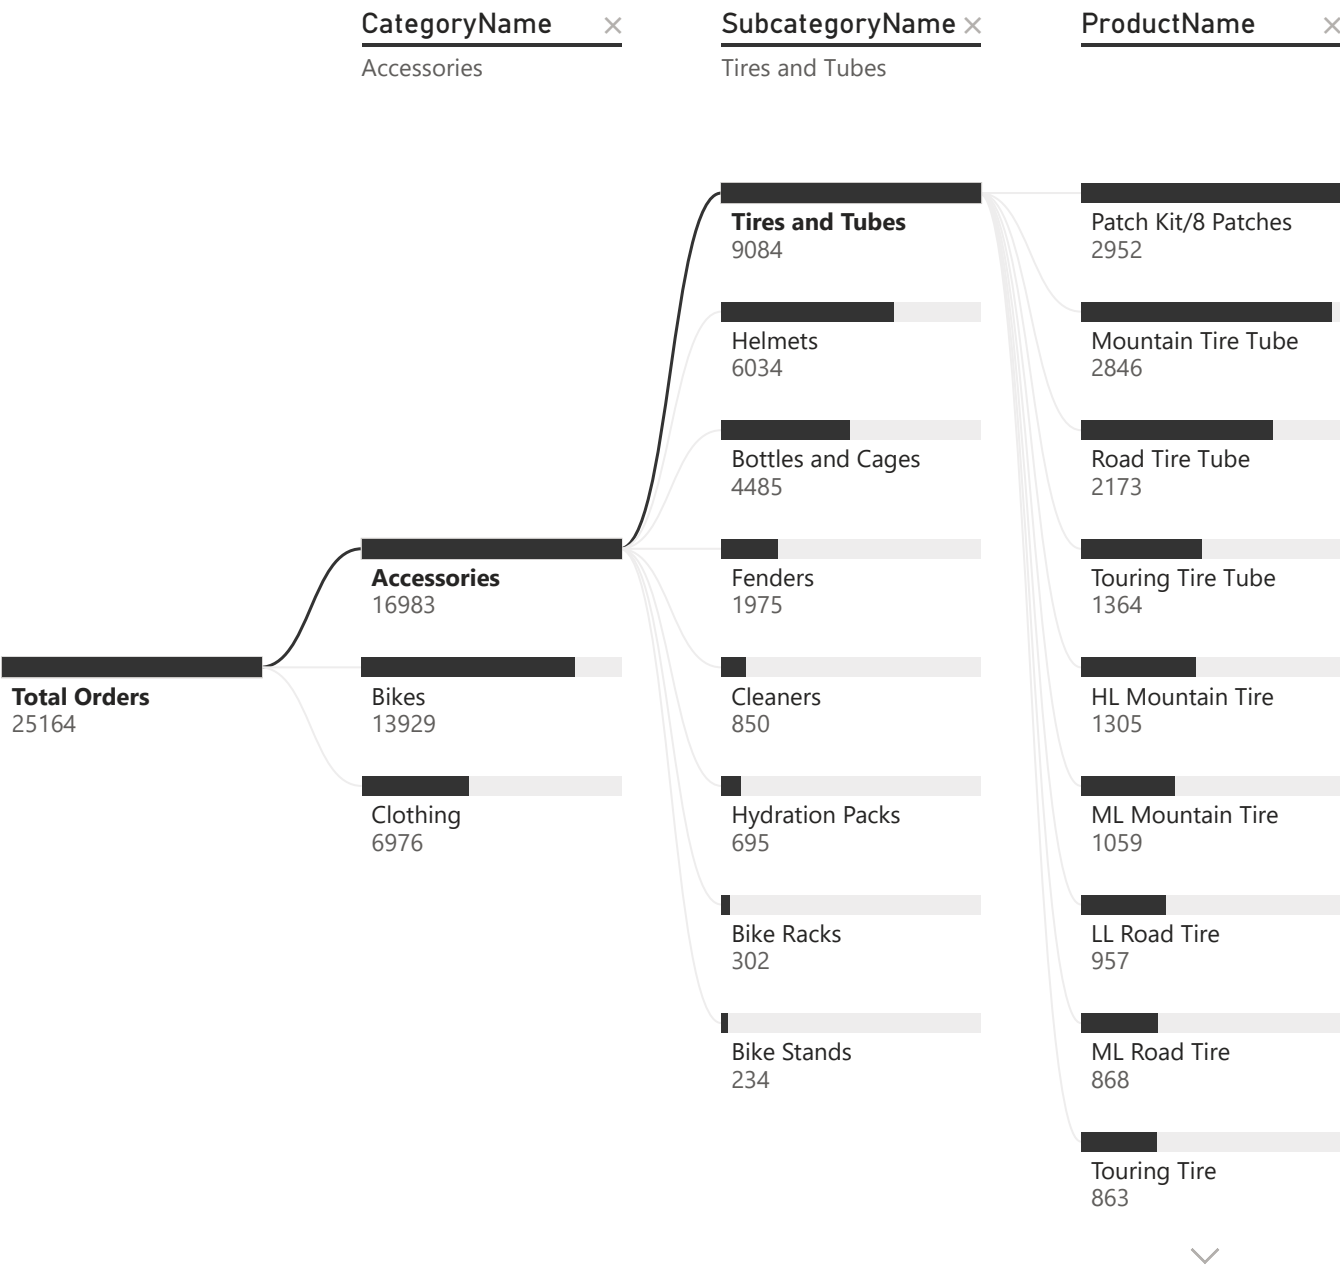 CategoryName
Accessories
SubcategoryName
Tires and Tubes
ProductName
Total Orders
25164
Accessories
16983
Bikes
13929
Clothing
6976
Tires and Tubes
9084
Helmets
6034
Bottles and Cages
4485
Fenders
1975
Cleaners
850
Hydration Packs
695
Bike Racks
302
Bike Stands
234
Patch Kit/8 Patches
2952
Mountain Tire Tube
2846
Road Tire Tube
2173
Touring Tire Tube
1364
HL Mountain Tire
1305
ML Mountain Tire
1059
LL Road Tire
957
ML Road Tire
868
Touring Tire
863